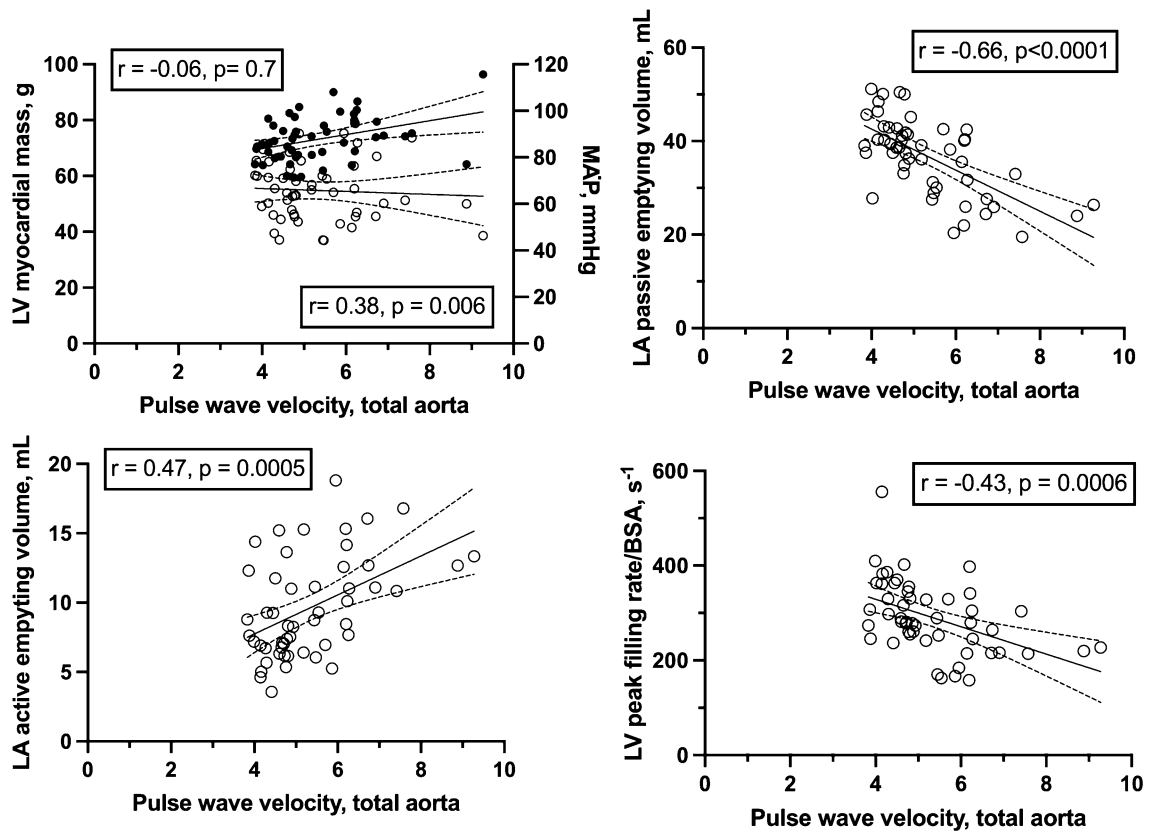 r = -0.06, p= 0.7
LV myocardial mass, g
100
80
60
40
20
0
120
100
80
60
40
20
0
MAP, mmHg
r= 0.38, p = 0.006
0 2 4 6 8 10
Pulse wave velocity, total aorta
r = -0.66, p<0.0001
LA passive emptying volume, mL
60
40
20
0
0 2 4 6 8 10
Pulse wave velocity, total aorta
r = 0.47, p = 0.0005
LA active empyting volume, mL
20
15
10
5
0
0 2 4 6 8 10
Pulse wave velocity, total aorta
r = -0.43, p = 0.0006
LV peak filling rate/BSA, s-1
600
400
200
0
0 2 4 6 8 10
Pulse wave velocity, total aorta